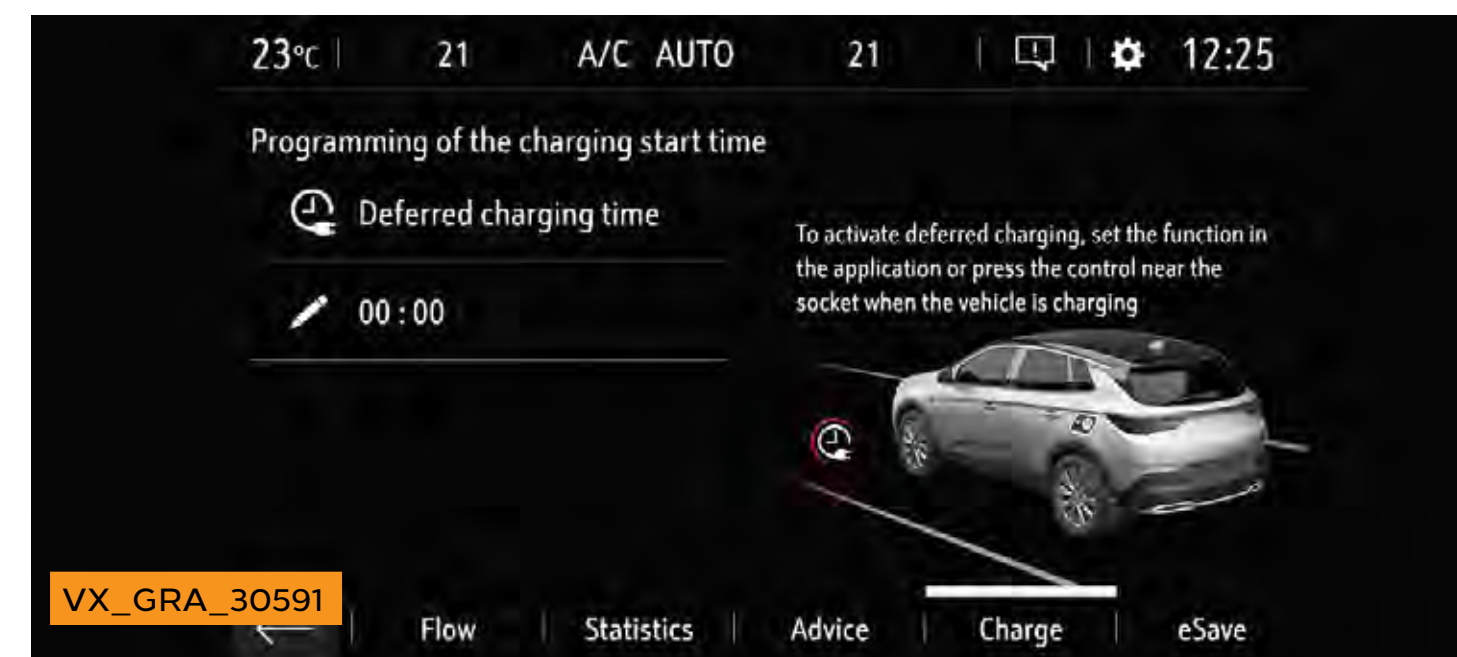 23°C 21 A/C AUTO 21 12:25
Programming of the charging start time
Deferred charging time
00 : 00
To activate deferred charging, set the function in
the application or press the control near the
socket when the vehicle is charging
VX_GRA_30591
Flow Statistics Advice Charge eSave